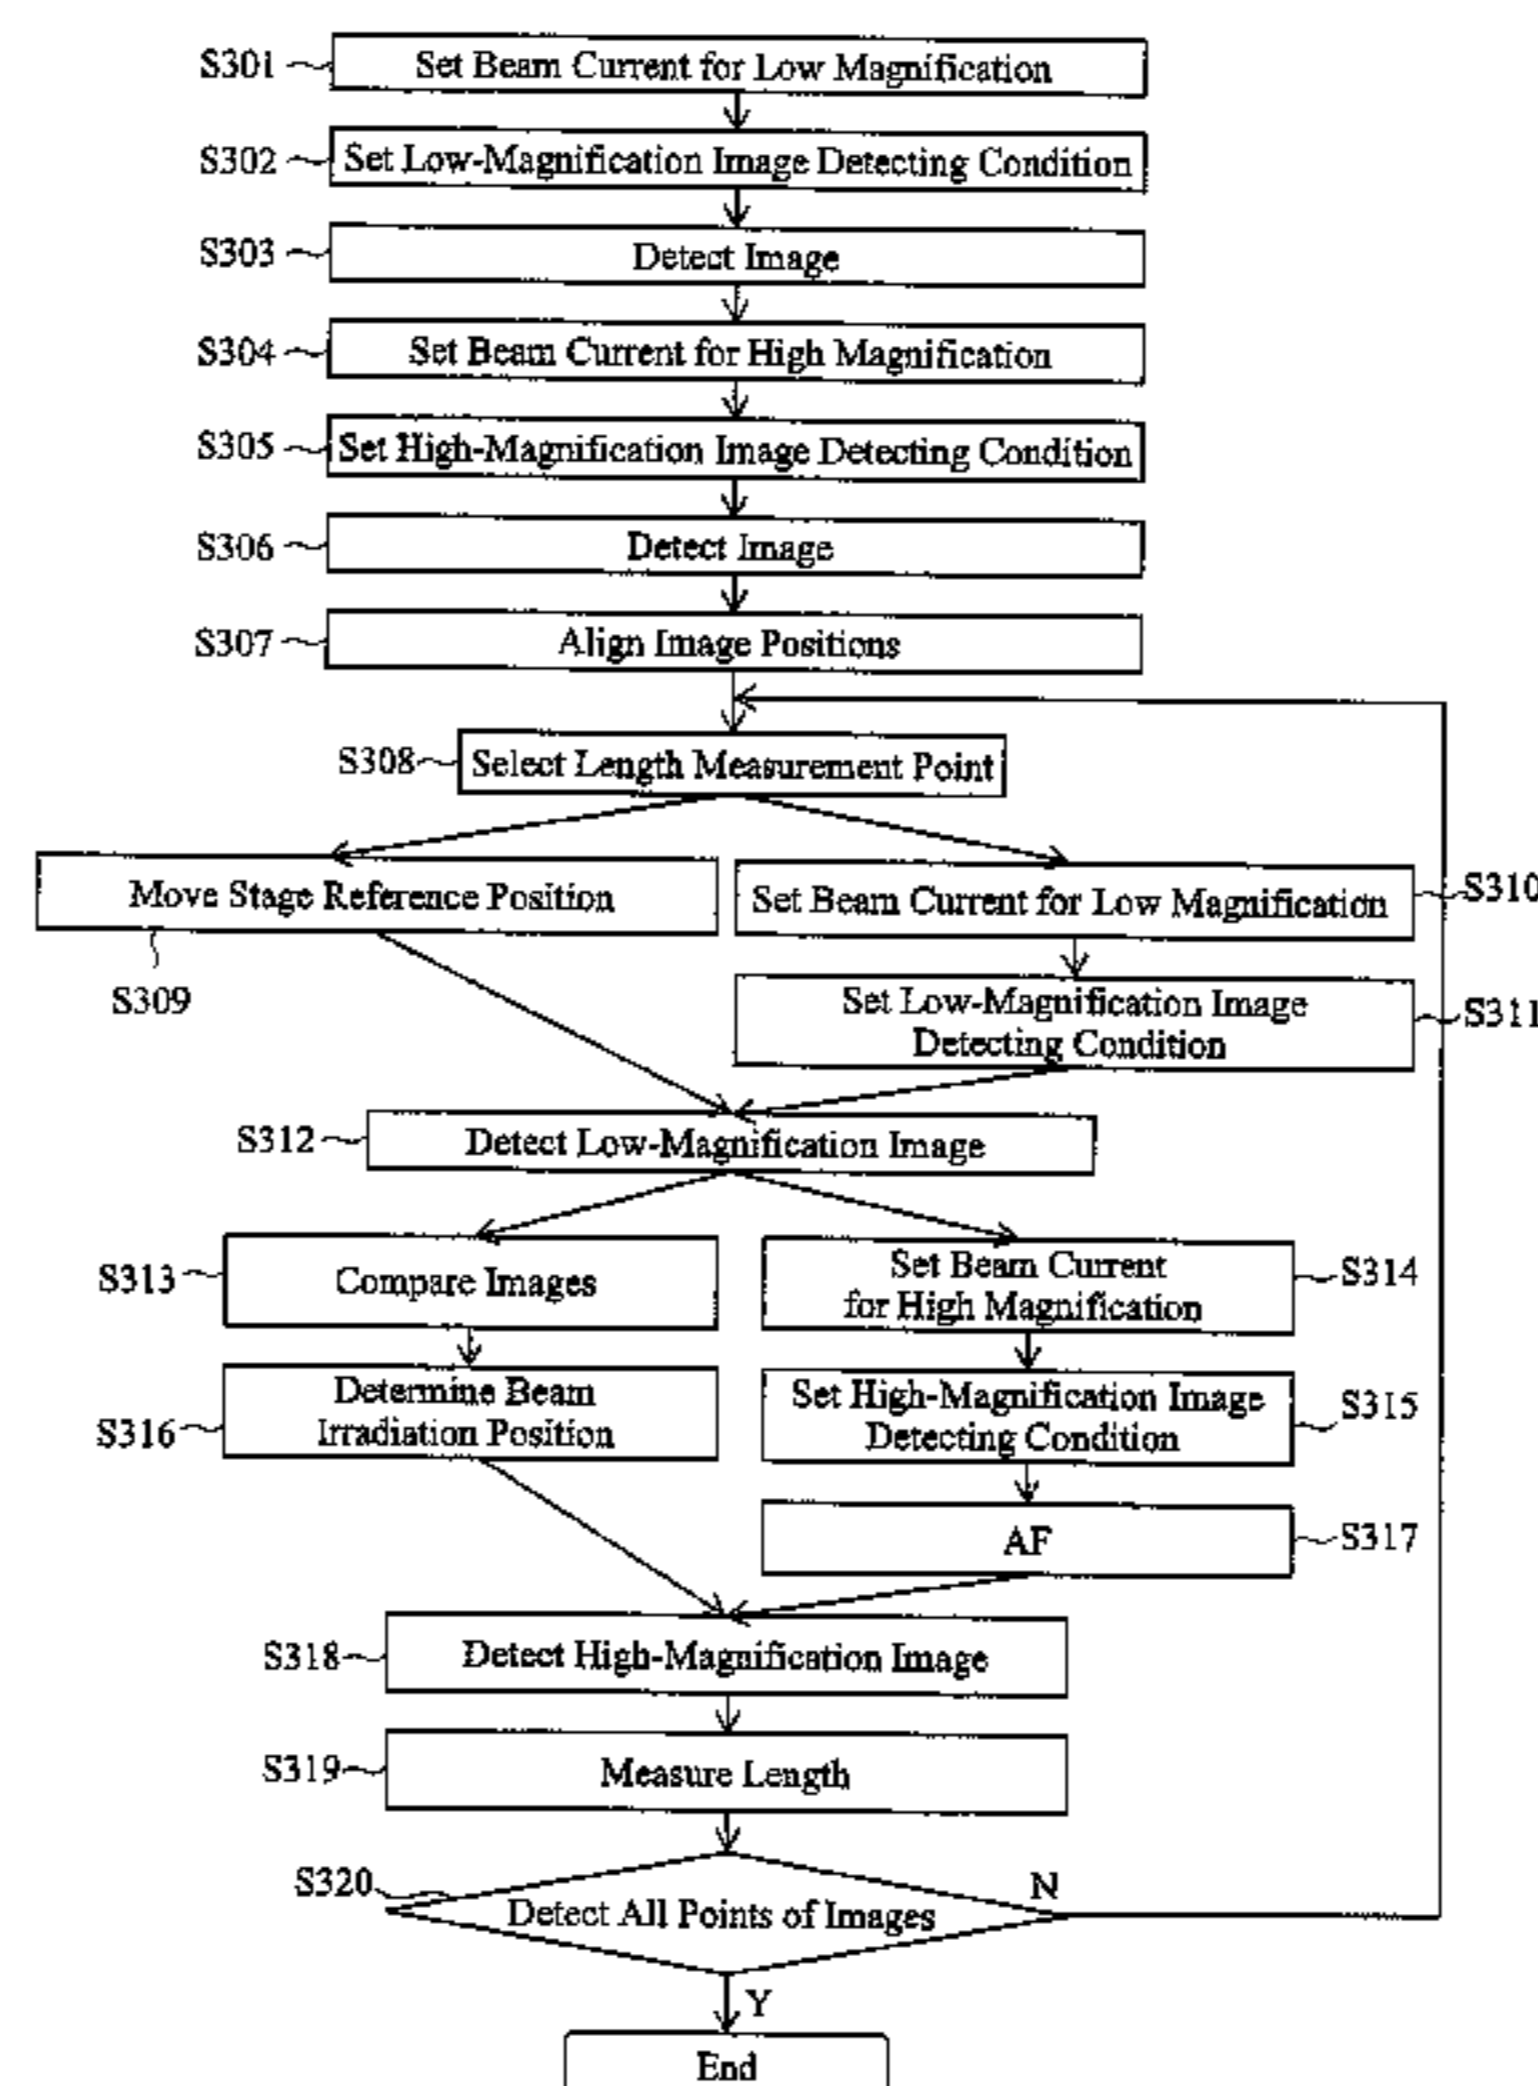 S301
Set Beam Current for Low Magnification
S302
Set Low-Magnification Image Detecting Condition
S303
Detect Image
S304
Set Beam Current for High Magnification
S305
Set High-Magnification Image Detecting Condition
S306
Detect Image
S307
Align Image Positions
S308
Select Length Measurement Point
Move Stage Reference Position
S309
Set Beam Current for Low Magnification
S310
Set Low-Magnification Image
Detecting Condition
S311
S312
Detect Low-Magnification Image
S313
Compare Images
Set Beam Current
for High Magnification
S314
S316
Determine Beam
Irradiation Position
Set High-Magnification Image
Detecting Condition
S315
AF
S317
S318
Detect High-Magnification Image
S319
Measure Length
S320
Detect All Points of Images
N
Y
End